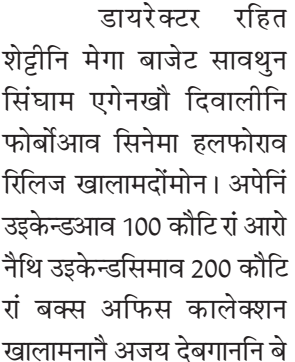 डायरेक्टर रहित
शेट्टीनि मेगा बाजेट सावथुन
सिंघाम एगेनखौ दिवालीनि
फोर्बोआव सिनेमा हलफोराव
रिलिज खालामदोंमोन। अपेनिं
उइकेन्डआव 100 कौटि रां आरो
नैथि उइकेन्डसिमाव 200 कौटि
रां बक्स अफिस कालेक्शन
खालामनानै अजय देबगाननि बे